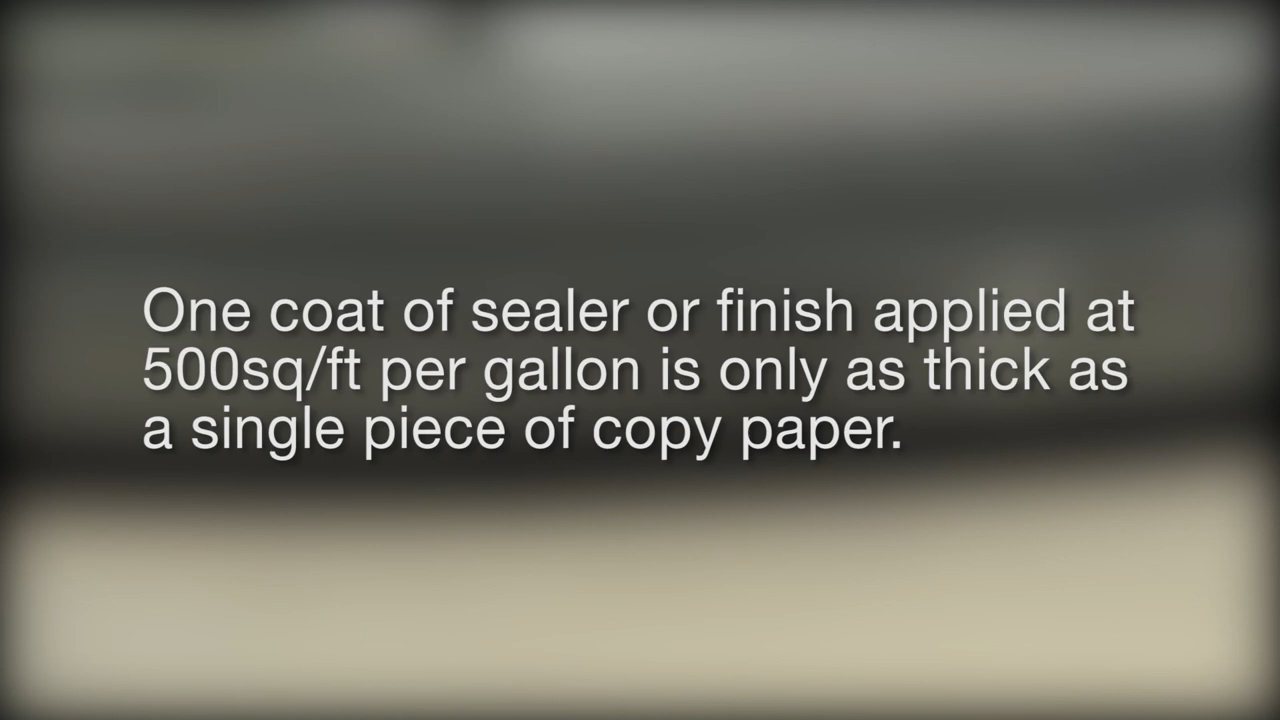 One coat of sealer or finish applied at
500sq/ft per gallon is only as thick as
a single piece of copy paper.